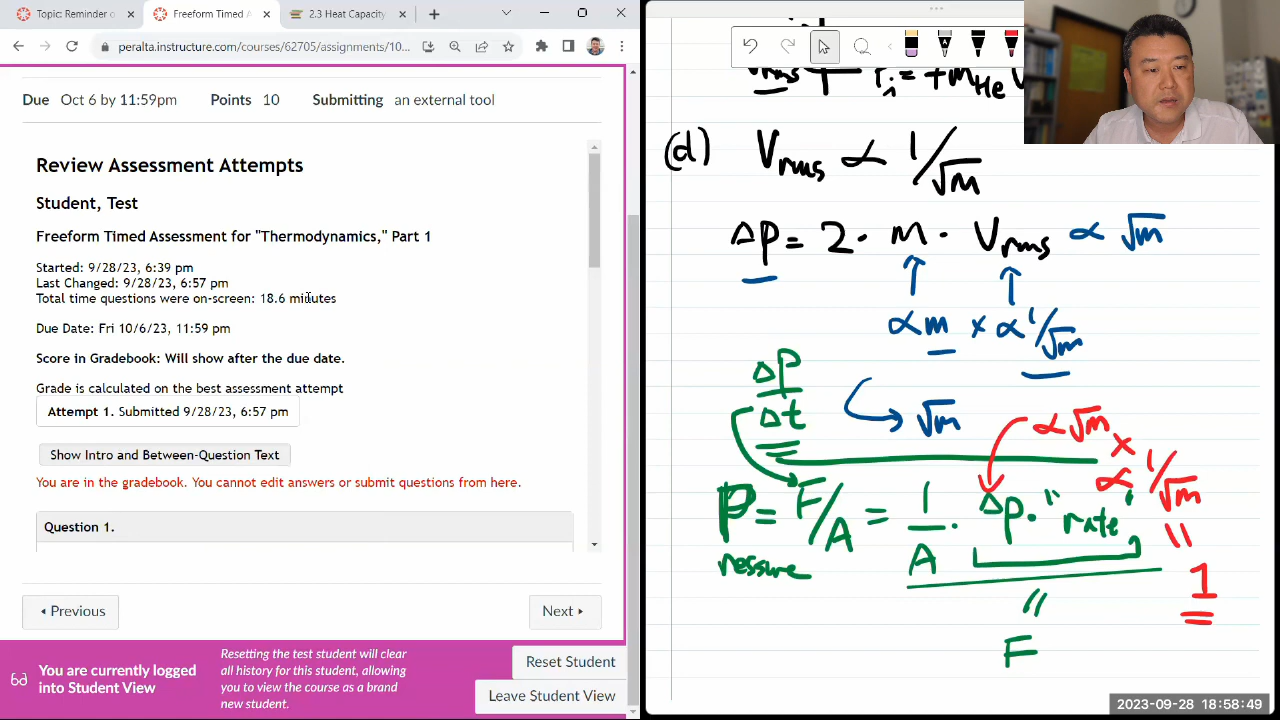 Topic Reminder
Freeform Timed A
2.3 Heat Capacit
peralta.instructure.com/cours
2709/assignments/10...
Due Oct 6 by 11:59pm Points 10 Submitting an external tool
Review Assessment Attempts
Student, Test
Freeform Timed Assessment for "Thermodynamics," Part 1
Started: 9/28/23, 6:39 pm
Last Changed: 9/28/23, 6:57 pm
Total time questions were on-screen: 18.6 minutes
Due Date: Fri 10/6/23, 11:59 pm
Score in Gradebook: Will show after the due date.
Grade is calculated on the best assessment attempt
Attempt 1. Submitted 9/28/23, 6:57 pm
Show Intro and Between-Question Text
You are in the gradebook. You cannot edit answers or submit questions from here.
Question 1.
Previous
Next
You are currently logged
into Student View
Resetting the test student will clear
all history for this student, allowing
you to view the course as a brand
new student.
Reset Student
Leave Student View
(d) Vrms ∝ 1/√m
Δp = 2 · m · Vrms ∝ √m
∝ m × ∝ 1/√m
√m
Δp
Δt
∝ √m
×
∝ 1/√m
=
1
P = F/A = 1/A · Δp · "rate"
ressure
=
F
2023-09-28 18:58:49